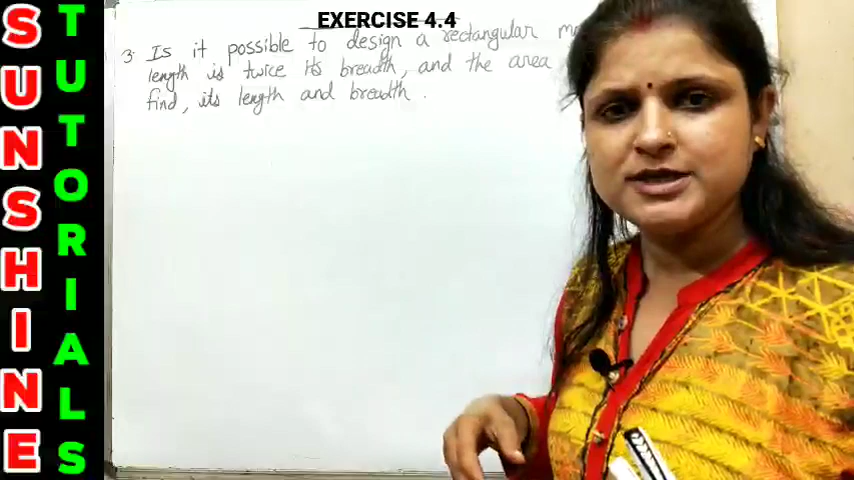 SUNSHINE
TUTORIALS
EXERCISE 4.4
3. Is it possible to design a rectangular
length is twice its breadth, and the area
find, its length and breadth.